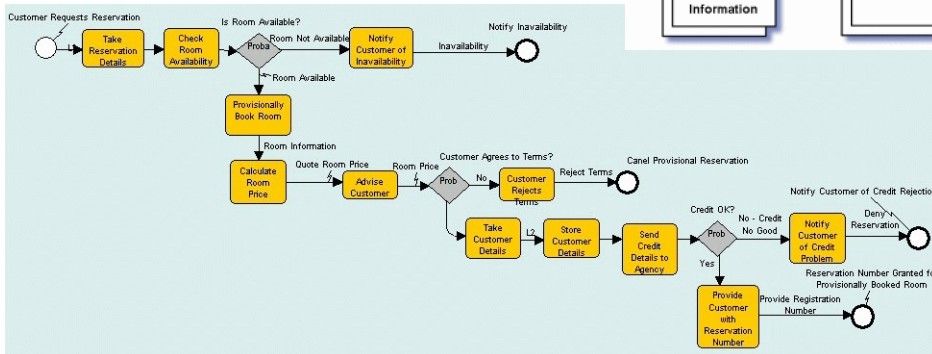 Customer Requests Reservation
L
Take
Reservation
Details
Check
Room
Availability
Is Room Available?
Proba
Room Not Available
Notify
Customer of
Inavailability
Inavailability
Notify Inavailability
Information
Room Available
Provisionally
Book Room
Room Information
Calculate
Room
Price
Quote Room Price
Advise
Customer
Room Price
Customer Agrees to Terms?
Prob
No
Customer
Rejects
Terms
Reject Terms
Canel Provisional Reservation
Take
Customer
Details
L2
Store
Customer
Details
Send
Credit
Details to
Agency
Credit OK?
Prob
No - Credit
No Good
Notify
Customer
of Credit
Problem
Notify Customer of Credit Rejection
Deny
Reservation
Yes
Provide
Customer
with
Reservation
Number
Provide Registration
Number
Reservation Number Granted fo
Provisionally Booked Room